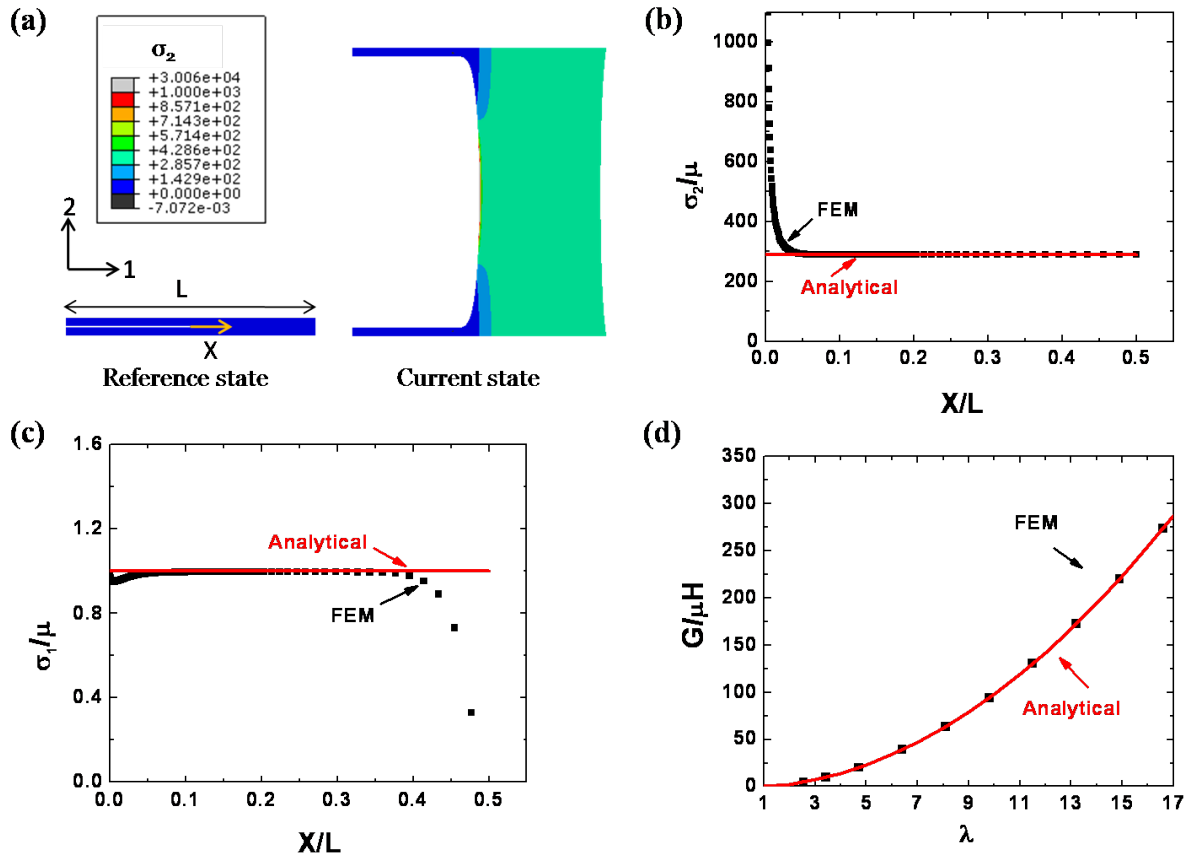 (a)
σ₂
+3.006e+04
+1.000e+03
+8.571e+02
+7.143e+02
+5.714e+02
+4.286e+02
+2.857e+02
+1.429e+02
+0.000e+00
-7.072e-03
2
1
L
X
Reference state
Current state
(b)
1000
800
600
400
200
0
σ₂/μ
FEM
Analytical
0.0 0.1 0.2 0.3 0.4 0.5
X/L
(c)
1.6
1.2
0.8
0.4
0.0
σ₁/μ
Analytical
FEM
0.0 0.1 0.2 0.3 0.4 0.5
X/L
(d)
350
300
250
200
150
100
50
0
G/μH
FEM
Analytical
1 3 5 7 9 11 13 15 17
λ